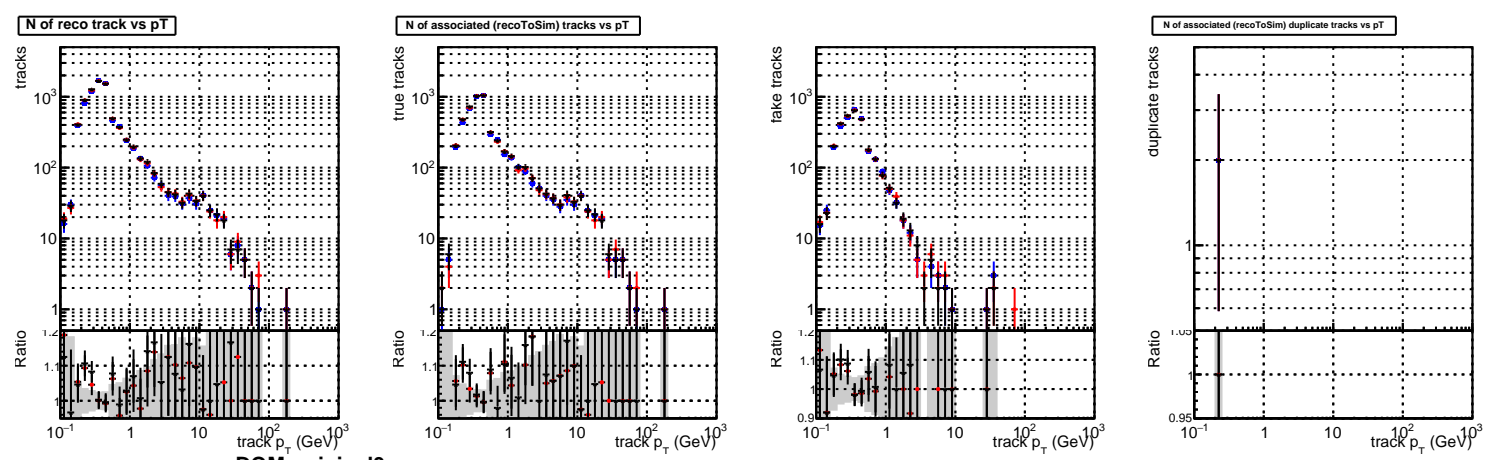 N of reco track vs pT
tracks
10³
10²
10
1
Ratio
1.2
1.1
1
10⁻¹ 1 10 10² 10³
track p_T (GeV)
N of associated (recoToSim) tracks vs pT
true tracks
10³
10²
10
1
Ratio
1.2
1.1
1
10⁻¹ 1 10 10² 10³
track p_T (GeV)
fake tracks
10³
10²
10
1
Ratio
1.2
1.1
1
0.9
10⁻¹ 1 10 10² 10³
track p_T (GeV)
N of associated (recoToSim) duplicate tracks vs pT
duplicate tracks
1
Ratio
1.05
1
0.95
10⁻¹ 1 10 10² 10³
track p_T (GeV)